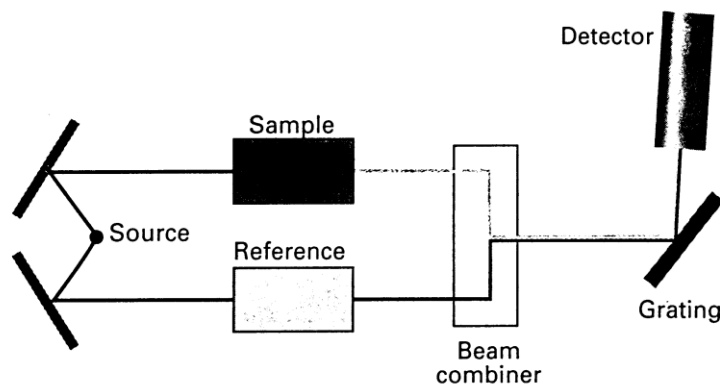 Detector
Sample
Source
Reference
Grating
Beam
combiner